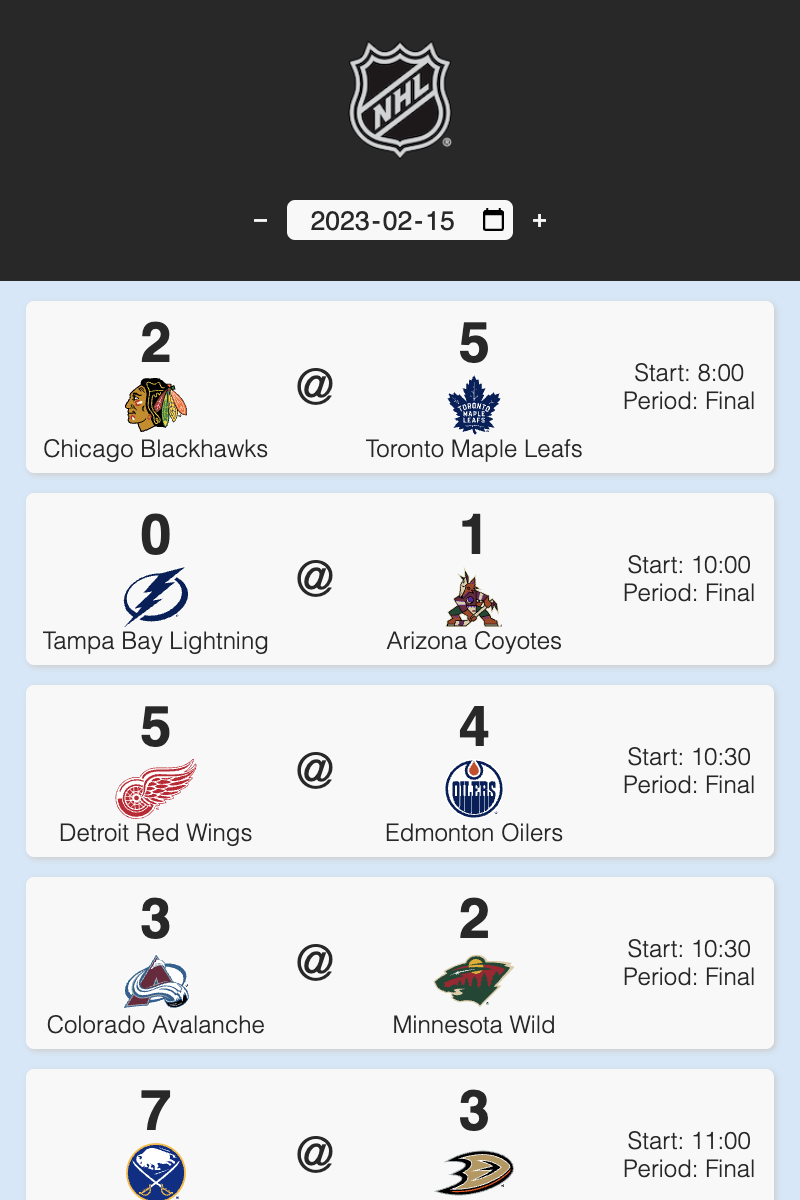 NHL
®
− 2023-02-15 +
2 @ 5
TORONTO
MAPLE
LEAFS
Chicago Blackhawks
Toronto Maple Leafs
Start: 8:00
Period: Final
0 @ 1
Tampa Bay Lightning
Arizona Coyotes
Start: 10:00
Period: Final
5 @ 4
OILERS
Detroit Red Wings
Edmonton Oilers
Start: 10:30
Period: Final
3 @ 2
Colorado Avalanche
Minnesota Wild
Start: 10:30
Period: Final
7 @ 3
Start: 11:00
Period: Final